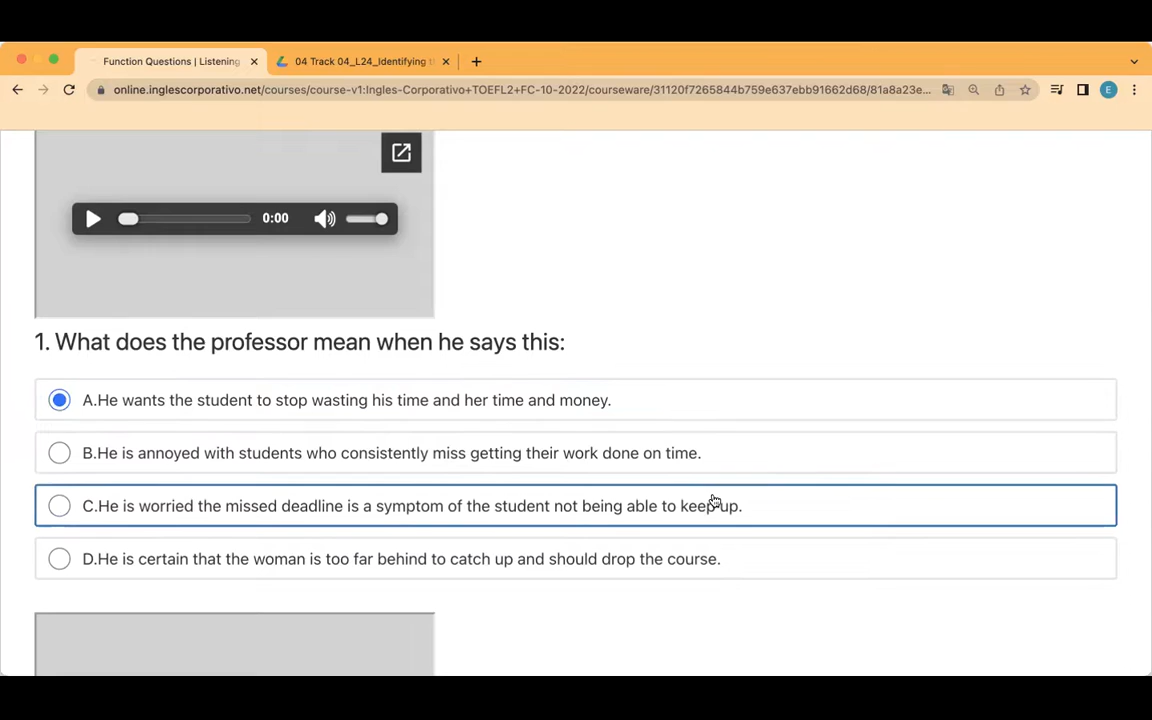 Function Questions | Listening
04 Track 04_L24_Identifying t
online.inglescorporativo.net/courses/course-v1:Ingles-Corporativo+TOEFL2+FC-10-2022/courseware/31120f7265844b759e637ebb91662d68/81a8a23e...
E
0:00
1. What does the professor mean when he says this:
A.He wants the student to stop wasting his time and her time and money.
B.He is annoyed with students who consistently miss getting their work done on time.
C.He is worried the missed deadline is a symptom of the student not being able to keep up.
D.He is certain that the woman is too far behind to catch up and should drop the course.